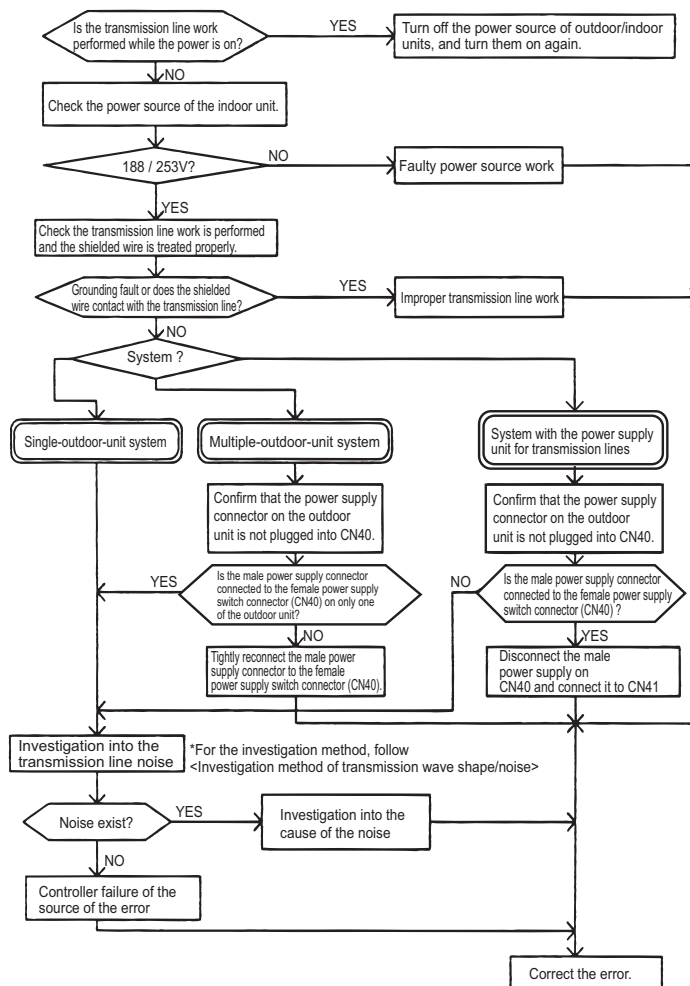 Is the transmission line work
performed while the power is on?
YES
Turn off the power source of outdoor/indoor
units, and turn them on again.
NO
Check the power source of the indoor unit.
188 / 253V?
NO
Faulty power source work
YES
Check the transmission line work is performed
and the shielded wire is treated properly.
Grounding fault or does the shielded
wire contact with the transmission line?
YES
Improper transmission line work
NO
System ?
Single-outdoor-unit system
Multiple-outdoor-unit system
System with the power supply
unit for transmission lines
Confirm that the power supply
connector on the outdoor
unit is not plugged into CN40.
Confirm that the power supply
connector on the outdoor
unit is not plugged into CN40.
YES
Is the male power supply connector
connected to the female power supply
switch connector (CN40) on only one
of the outdoor unit?
NO
Is the male power supply connector
connected to the female power supply
switch connector (CN40) ?
NO
YES
Tightly reconnect the male power
supply connector to the female
power supply switch connector (CN40).
Disconnect the male
power supply on
CN40 and connect it to CN41
Investigation into the
transmission line noise
*For the investigation method, follow
<Investigation method of transmission wave shape/noise>
Noise exist?
YES
Investigation into the
cause of the noise
NO
Controller failure of the
source of the error
Correct the error.